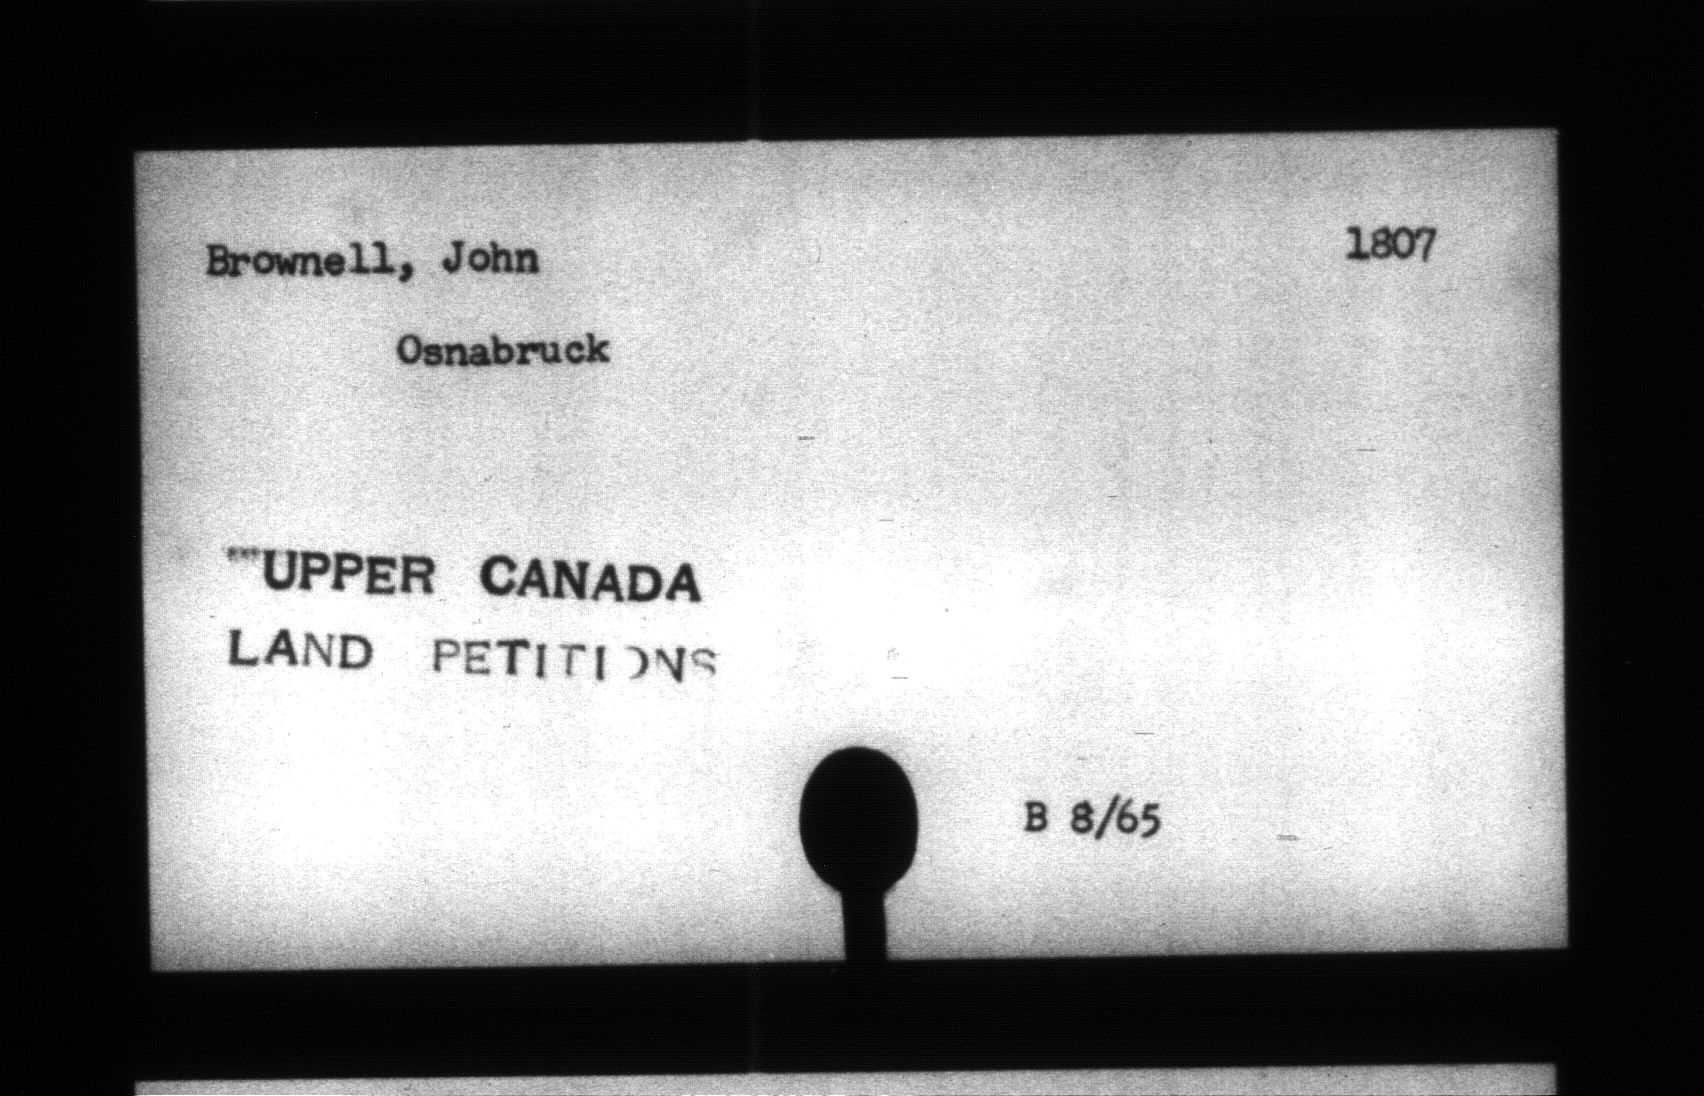 Brownell, John 1807
Osnabruck
UPPER CANADA
LAND PETITIONS
B 8/65